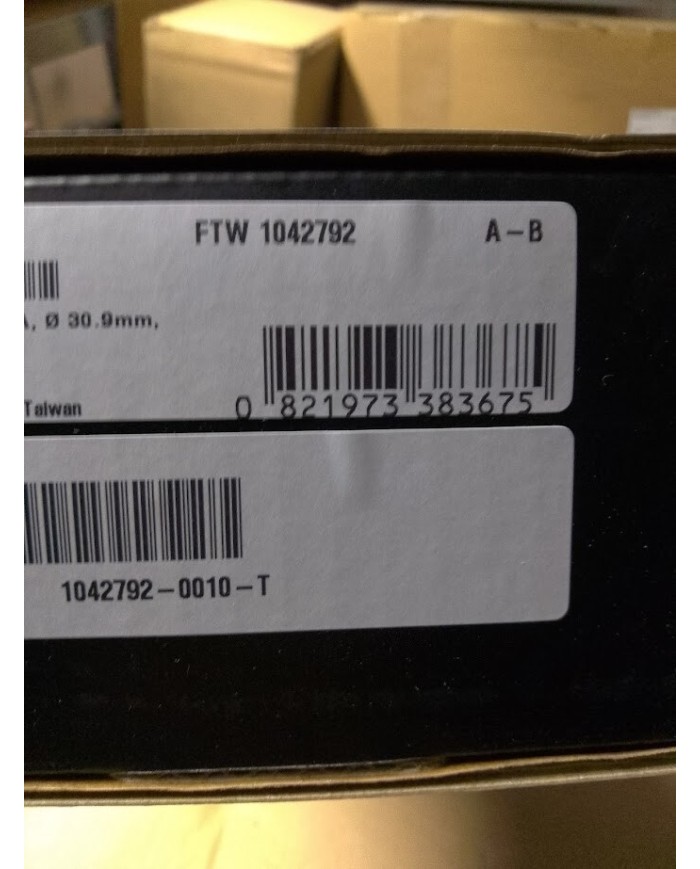 FTW 1042792 A-B
, Ø 30.9mm,
Taiwan
0 821973 383675
1042792-0010-T